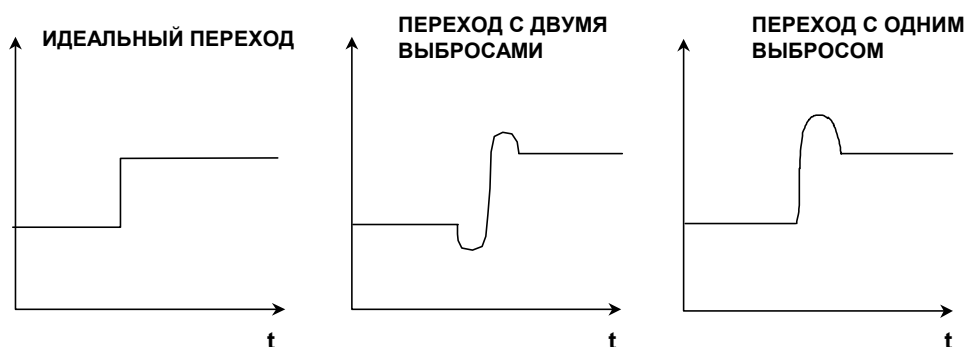 ИДЕАЛЬНЫЙ ПЕРЕХОД
t
ПЕРЕХОД С ДВУМЯ
ВЫБРОСАМИ
t
ПЕРЕХОД С ОДНИМ
ВЫБРОСОМ
t